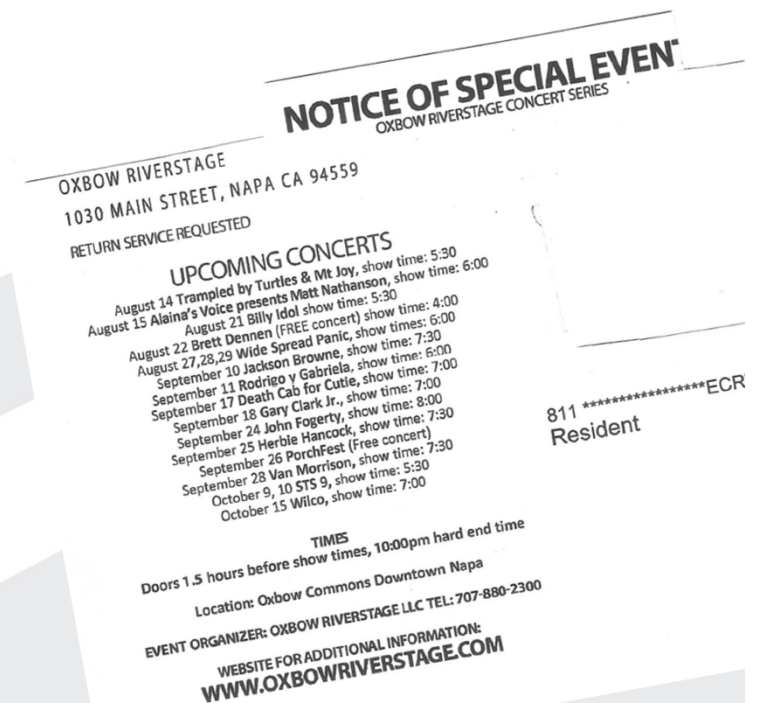 NOTICE OF SPECIAL EVENT
OXBOW RIVERSTAGE CONCERT SERIES
OXBOW RIVERSTAGE
1030 MAIN STREET, NAPA CA 94559
RETURN SERVICE REQUESTED
UPCOMING CONCERTS
August 14 Trampled by Turtles & Mt Joy, show time: 5:30
August 15 Alaina's Voice presents Matt Nathanson, show time: 6:00
August 21 Billy Idol show time: 5:30
August 22 Brett Dennen (FREE concert) show time: 4:00
August 27,28,29 Wide Spread Panic, show times: 6:00
September 10 Jackson Browne, show time: 7:30
September 11 Rodrigo y Gabriela, show time: 6:00
September 17 Death Cab for Cutie, show time: 7:00
September 18 Gary Clark Jr., show time: 7:00
September 24 John Fogerty, show time: 8:00
September 25 Herbie Hancock, show time: 7:30
September 26 PorchFest (Free concert)
September 28 Van Morrison, show time: 7:30
October 9, 10 STS 9, show time: 5:30
October 15 Wilco, show time: 7:00
TIMES
Doors 1.5 hours before show times, 10:00pm hard end time
Location: Oxbow Commons Downtown Napa
EVENT ORGANIZER: OXBOW RIVERSTAGE LLC TEL: 707-880-2300
WEBSITE FOR ADDITIONAL INFORMATION:
WWW.OXBOWRIVERSTAGE.COM
811 *****************ECR
Resident